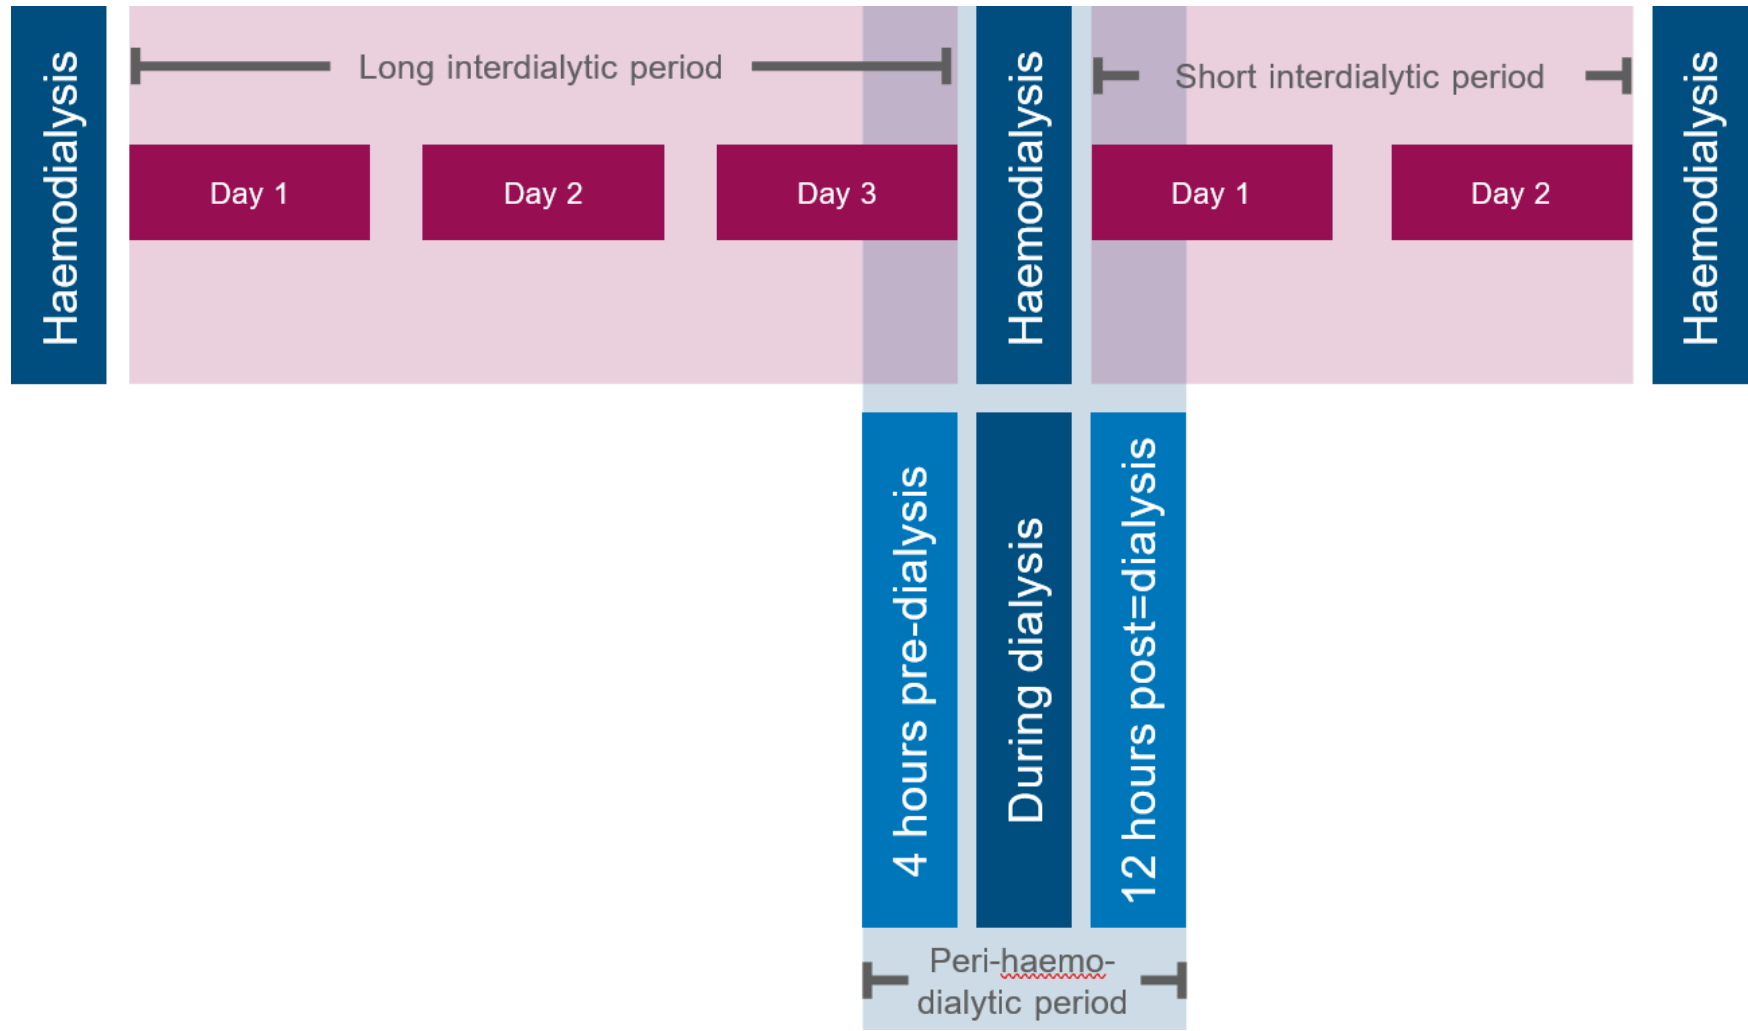 Haemodialysis
Long interdialytic period
Haemodialysis
Short interdialytic period
Haemodialysis
Day 1
Day 2
Day 3
Day 1
Day 2
4 hours pre-dialysis
During dialysis
12 hours post=dialysis
Peri-haemo-
dialytic period